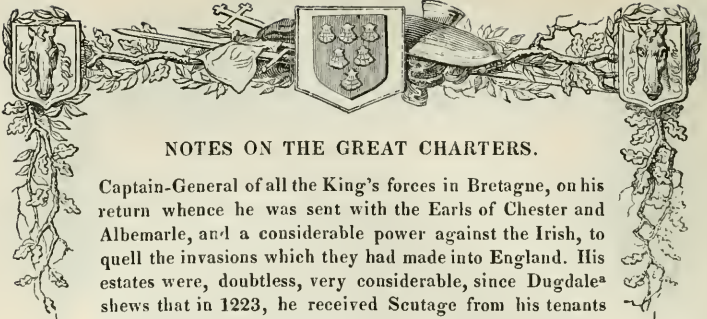 NOTES ON THE GREAT CHARTERS.
Captain-General of all the King's forces in Bretagne, on his
return whence he was sent with the Earls of Chester and
Albemarle, and a considerable power against the Irish, to
quell the invasions which they had made into England. His
estates were, doubtless, very considerable, since Dugdaleᵃ
shews that in 1223, he received Scutage from his tenants